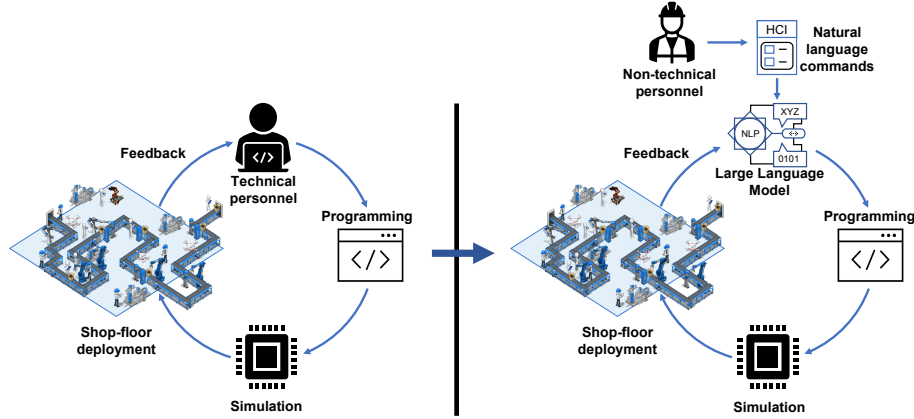 Feedback
</>
Technical
personnel
Programming
</>
Shop-floor
deployment
Simulation
Non-technical
personnel
HCI
Natural
language
commands
NLP
XYZ
0101
Large Language
Model
Feedback
Programming
</>
Shop-floor
deployment
Simulation